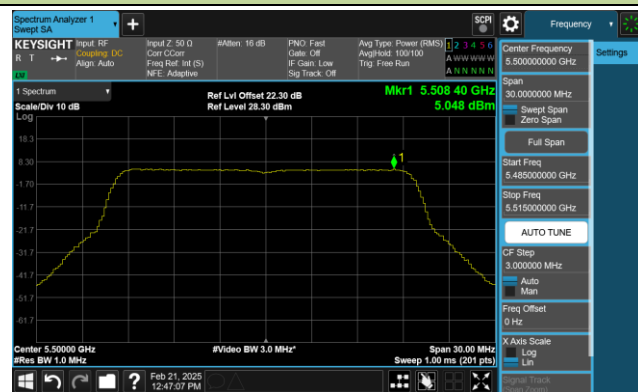 Spectrum Analyzer 1
Swept SA
SCPI
Frequency
KEYSIGHT
R T
LW
Input: RF
Coupling: DC
Align: Auto
Input Z: 50 Ω
Corr CCorr
Freq Ref: Int (S)
NFE: Adaptive
#Atten: 16 dB
PNO: Fast
Gate: Off
IF Gain: Low
Sig Track: Off
Avg Type: Power (RMS)
Avg|Hold: 100/100
Trig: Free Run
1 2 3 4 5 6
A W W W W W
A N N N N N
1 Spectrum
Scale/Div 10 dB
Log
Ref Lvl Offset 22.30 dB
Ref Level 28.30 dBm
Mkr1 5.508 40 GHz
5.048 dBm
1
18.3
8.30
-1.70
-11.7
-21.7
-31.7
-41.7
-51.7
-61.7
Center 5.50000 GHz
#Res BW 1.0 MHz
#Video BW 3.0 MHz*
Span 30.00 MHz
Sweep 1.00 ms (201 pts)
Feb 21, 2025
12:47:07 PM
?
Center Frequency
5.500000000 GHz
Span
30.0000000 MHz
Swept Span
Zero Span
Full Span
Start Freq
5.485000000 GHz
Stop Freq
5.515000000 GHz
AUTO TUNE
CF Step
3.000000 MHz
Auto
Man
Freq Offset
0 Hz
X Axis Scale
Log
Lin
Signal Track
(Span Zoom)
Settings